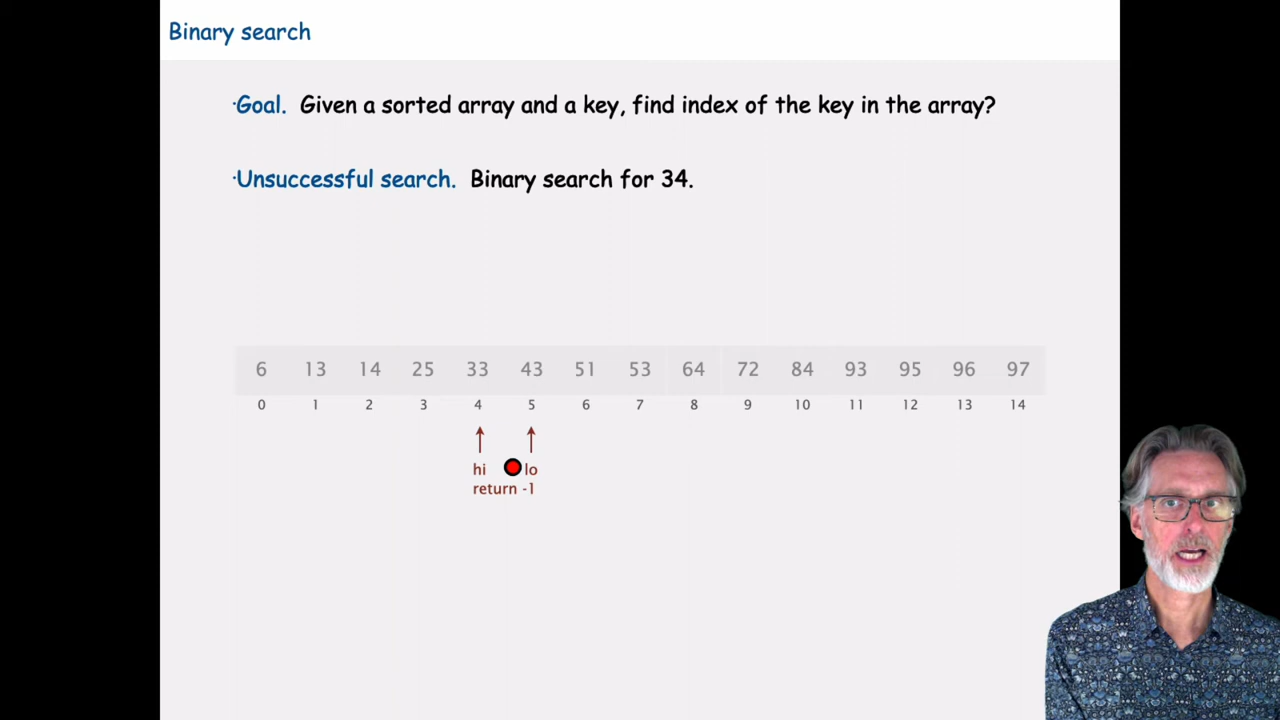 Binary search
·Goal. Given a sorted array and a key, find index of the key in the array?
·Unsuccessful search. Binary search for 34.
6 13 14 25 33 43 51 53 64 72 84 93 95 96 97
0 1 2 3 4 5 6 7 8 9 10 11 12 13 14
hi lo
return -1